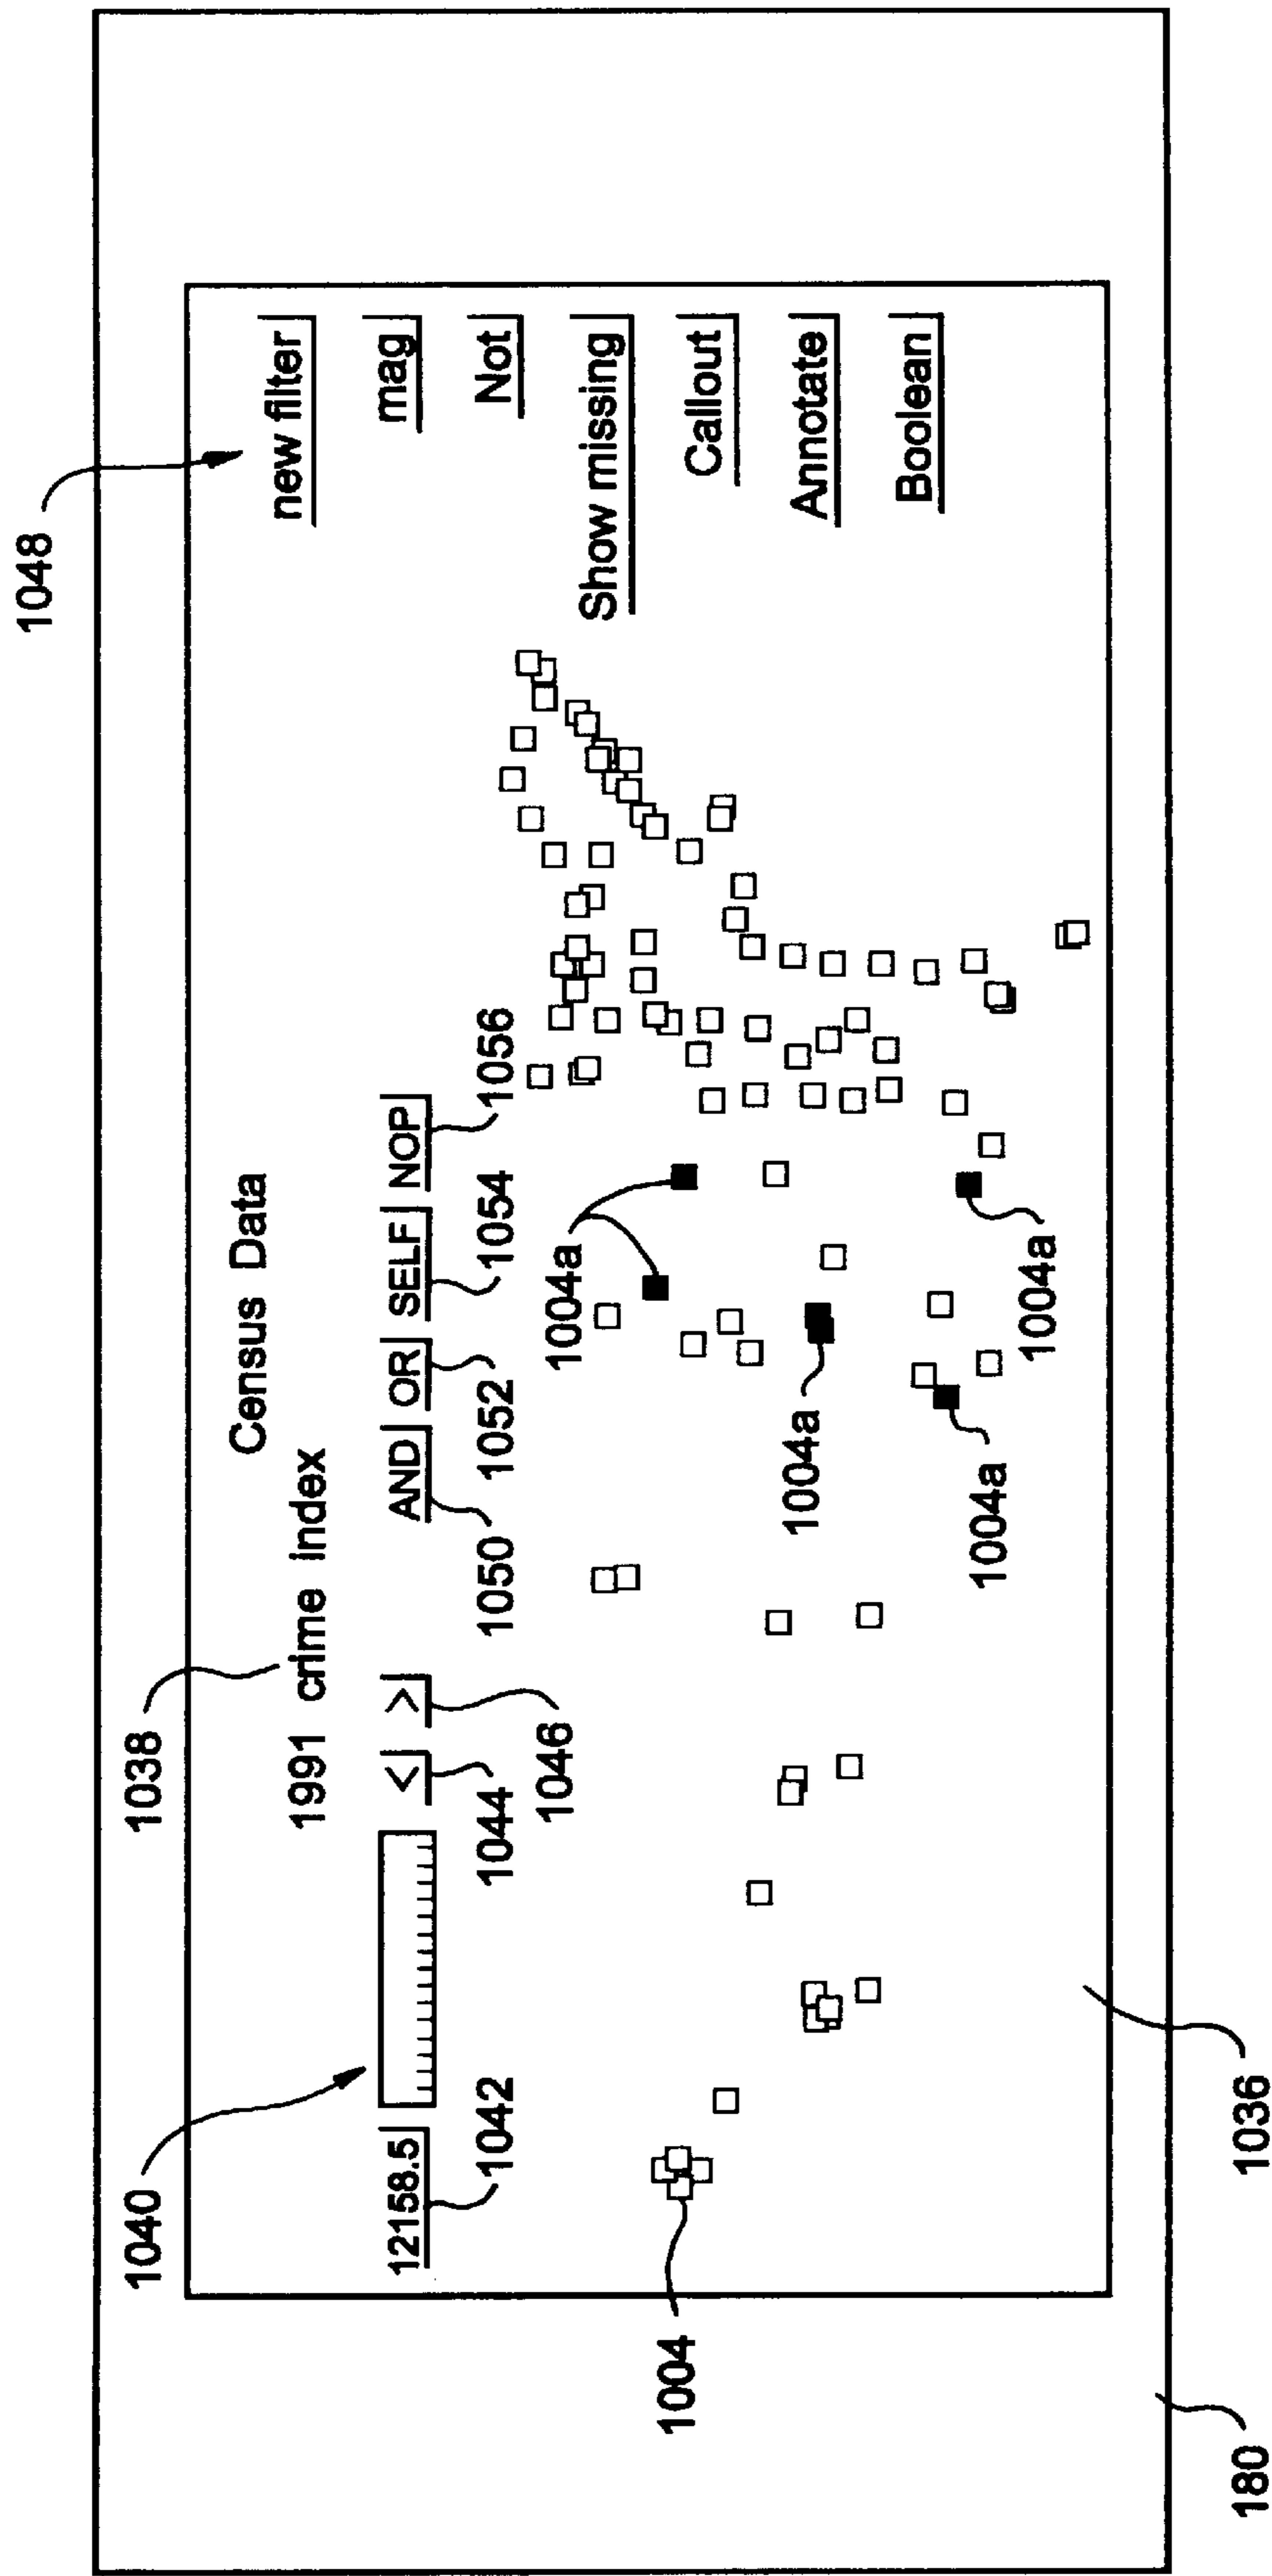 1048
Census Data
1038
1991 crime index
new filter
1040
12158.5
<
>
AND
OR
SELF
NOP
mag
1042
1044
1046
1050
1052
1054
1056
Not
1004a
Show missing
1004
Callout
1004a
Annotate
1004a
1004a
Boolean
1036
180